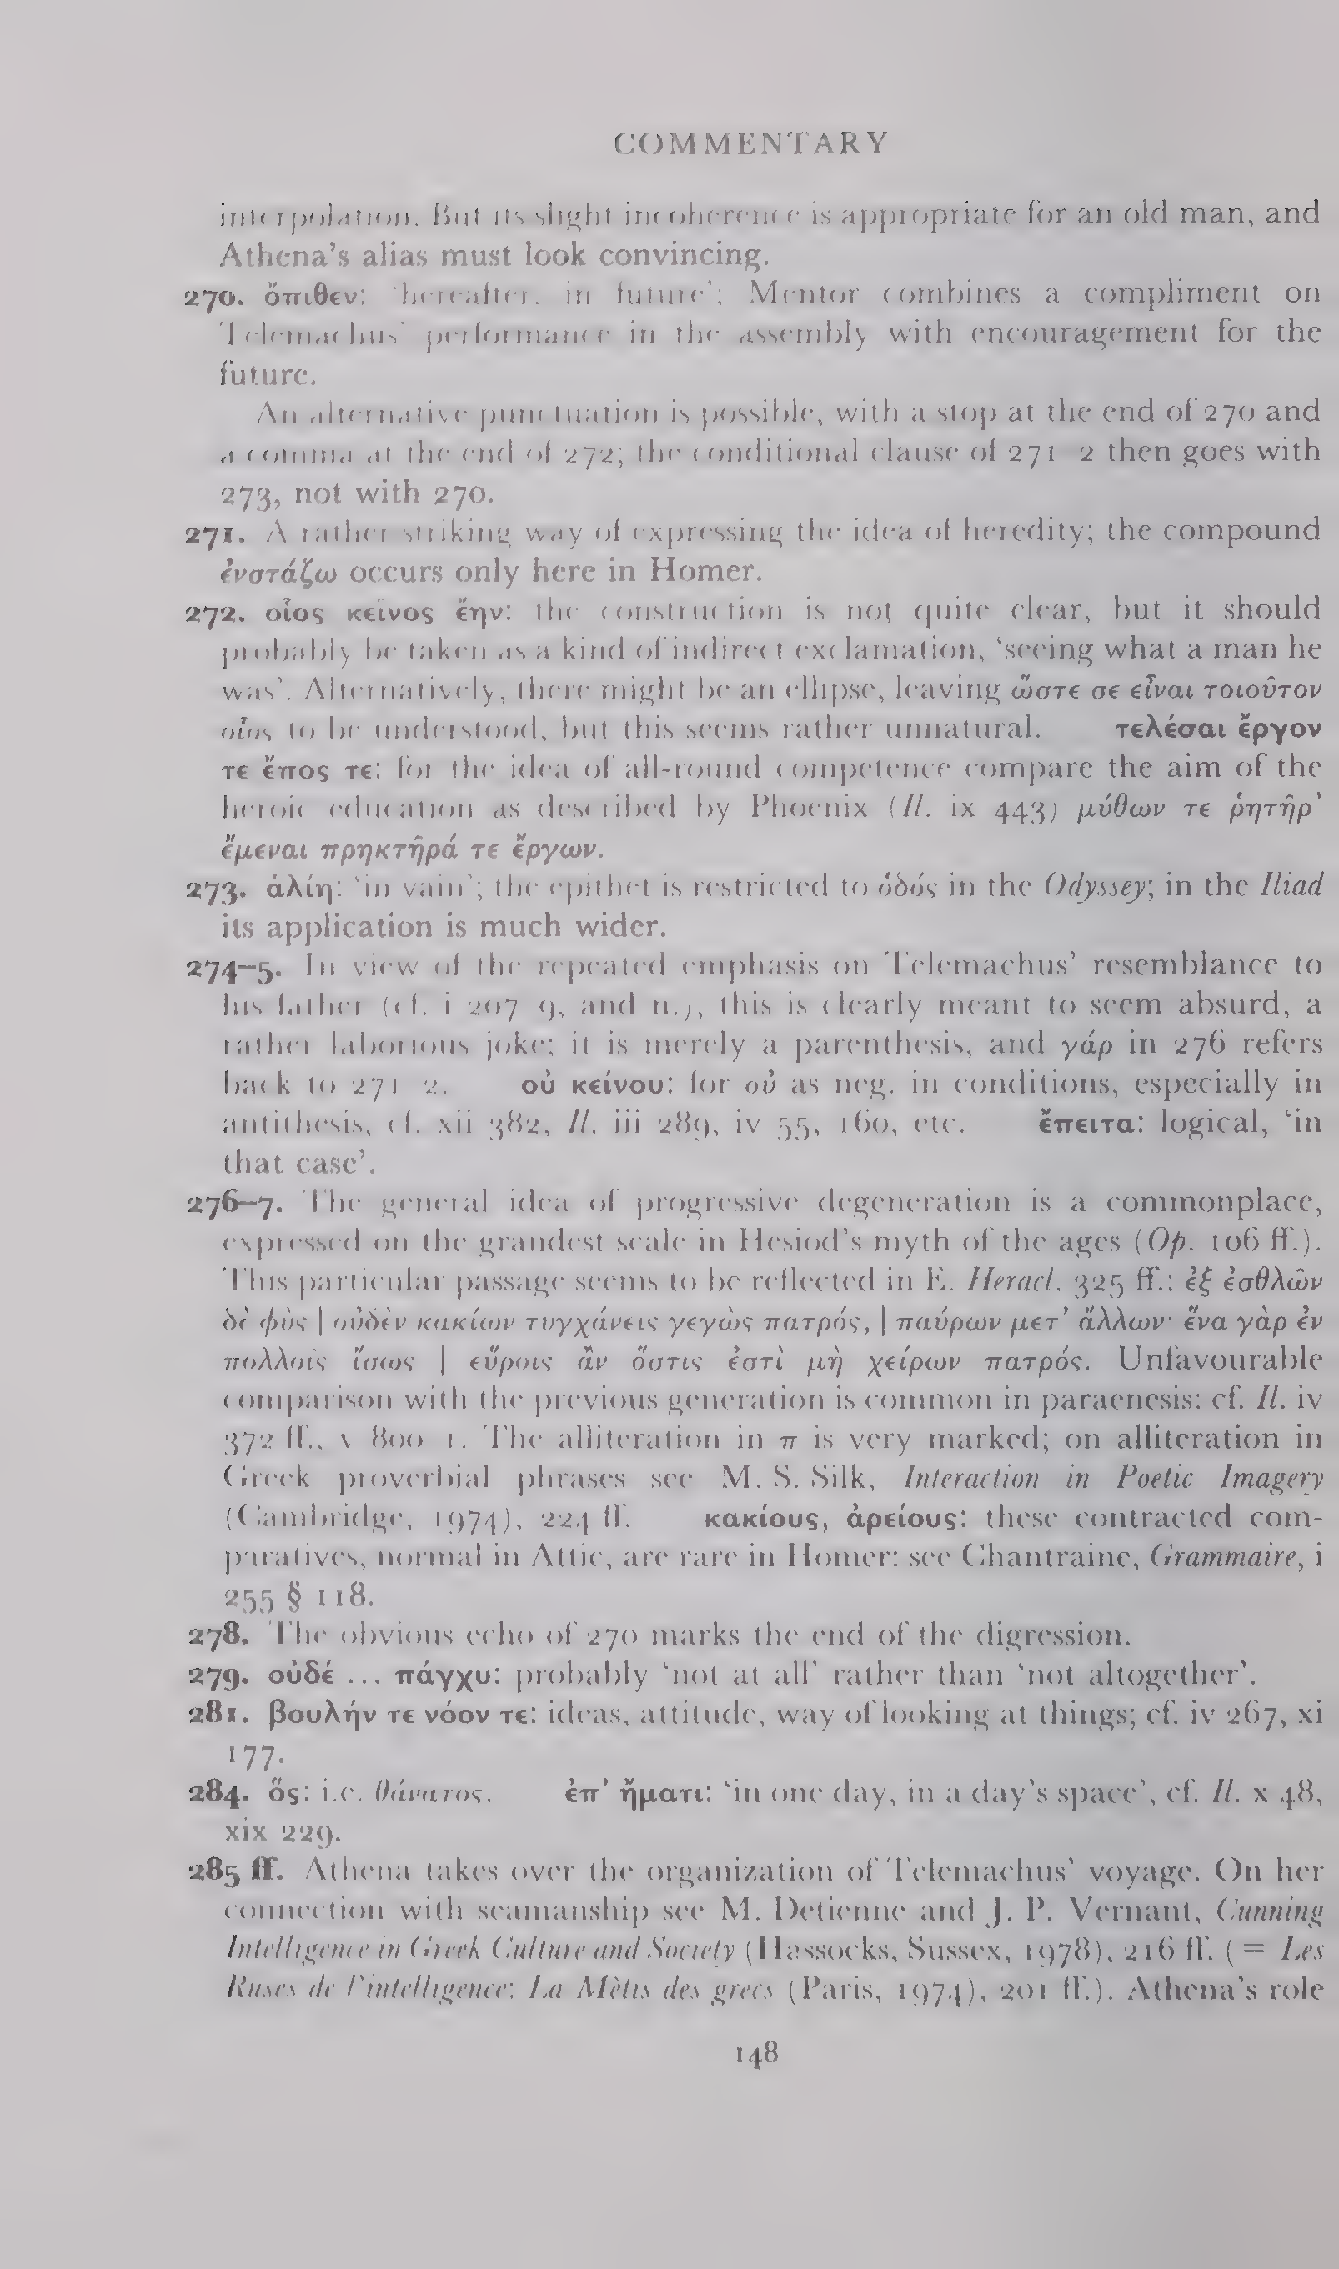 COMMENTARY
interpolation. But its slight incoherence is appropriate for an old man, and
Athena's alias must look convincing.
270. ὄπιθεν: 'hereafter, in future'; Mentor combines a compliment on
Telemachus' performance in the assembly with encouragement for the
future.
An alternative punctuation is possible, with a stop at the end of 270 and
a comma at the end of 272; the conditional clause of 271–2 then goes with
273, not with 270.
271. A rather striking way of expressing the idea of heredity; the compound
ἐνστάζω occurs only here in Homer.
272. οἷος κεῖνος ἔην: the construction is not quite clear, but it should
probably be taken as a kind of indirect exclamation, 'seeing what a man he
was'. Alternatively, there might be an ellipse, leaving ὥστε σε εἶναι τοιοῦτον
οἷος to be understood, but this seems rather unnatural. τελέσαι ἔργον
τε ἔπος τε: for the idea of all-round competence compare the aim of the
heroic education as described by Phoenix (Il. ix 443) μύθων τε ῥητῆρ'
ἔμεναι πρηκτῆρά τε ἔργων.
273. ἁλίη: 'in vain'; the epithet is restricted to ὁδός in the Odyssey; in the Iliad
its application is much wider.
274–5. In view of the repeated emphasis on Telemachus' resemblance to
his father (cf. i 207–9, and n.), this is clearly meant to seem absurd, a
rather laborious joke; it is merely a parenthesis, and γάρ in 276 refers
back to 271–2. οὐ κείνου: for οὐ as neg. in conditions, especially in
antithesis, cf. xii 382, Il. iii 289, iv 55, 160, etc. ἔπειτα: logical, 'in
that case'.
276–7. The general idea of progressive degeneration is a commonplace,
expressed on the grandest scale in Hesiod's myth of the ages (Op. 106 ff.).
This particular passage seems to be reflected in E. Heracl. 325 ff.: ἐξ ἐσθλῶν
δὲ φὺς | οὐδὲν κακίων τυγχάνεις γεγὼς πατρός, | παύρων μετ' ἄλλων· ἕνα γὰρ ἐν
πολλοῖς ἴσως | εὕροις ἂν ὅστις ἐστὶ μὴ χείρων πατρός. Unfavourable
comparison with the previous generation is common in paraenesis: cf. Il. iv
372 ff., v 800–1. The alliteration in π is very marked; on alliteration in
Greek proverbial phrases see M. S. Silk, Interaction in Poetic Imagery
(Cambridge, 1974), 224 ff. κακίους, ἀρείους: these contracted com-
paratives, normal in Attic, are rare in Homer: see Chantraine, Grammaire, i
255 § 118.
278. The obvious echo of 270 marks the end of the digression.
279. οὐδέ ... πάγχυ: probably 'not at all' rather than 'not altogether'.
281. βουλήν τε νόον τε: ideas, attitude, way of looking at things; cf. iv 267, xi
177.
284. ὅς: i.e. θάνατος. ἐπ' ἤματι: 'in one day, in a day's space', cf. Il. x 48,
xix 229.
285 ff. Athena takes over the organization of Telemachus' voyage. On her
connection with seamanship see M. Detienne and J. P. Vernant, Cunning
Intelligence in Greek Culture and Society (Hassocks, Sussex, 1978), 216 ff. (= Les
Ruses de l'intelligence: La Mètis des grecs (Paris, 1974), 201 ff.). Athena's role
148